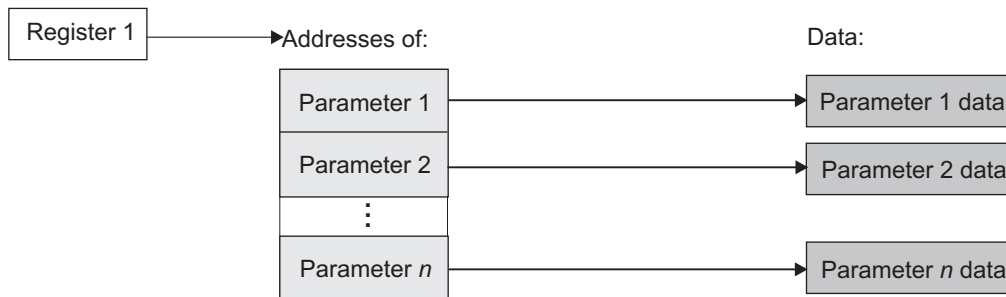 Register 1
Addresses of:
Data:
Parameter 1
Parameter 1 data
Parameter 2
Parameter 2 data
⋮
Parameter n
Parameter n data